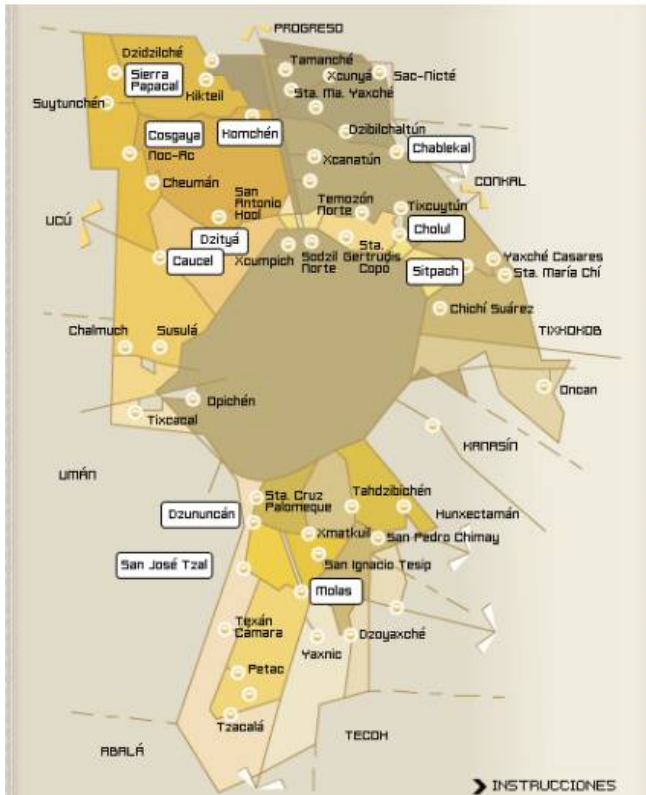 PROGRESO
Dzidzilché
Tamanché
Xcunyá
Sac-Nicté
Sierra
Papacal
Kikteil
Suytunchén
Sta. Ma. Yaxché
Cosgaya
Komchén
Dzibilchaltún
Chablekal
Noc-Ac
Xcanatún
CONKAL
Cheumán
San
Antonio
Hool
Temozón
Norte
Tixcuytún
UCÚ
Dzityá
Cholul
Caucel
Xcumpich
Sodzil
Norte
Sta.
Gertrudis
Copó
Sitpach
Yaxché Casares
Sta. María Chí
Chichí Suárez
Chalmuch
Susulá
TIXKOKOB
Opichén
Oncan
Tixcacal
KANASÍN
UMÁN
Sta. Cruz
Palomeque
Tahdzibichén
Dzununcán
Hunxectamán
Xmatkuil
San Pedro Chimay
San José Tzal
San Ignacio Tesip
Molas
Texán
Cámara
Dzoyaxché
Yaxnic
Petac
Tzacalá
ABALÁ
TECOH
INSTRUCCIONES